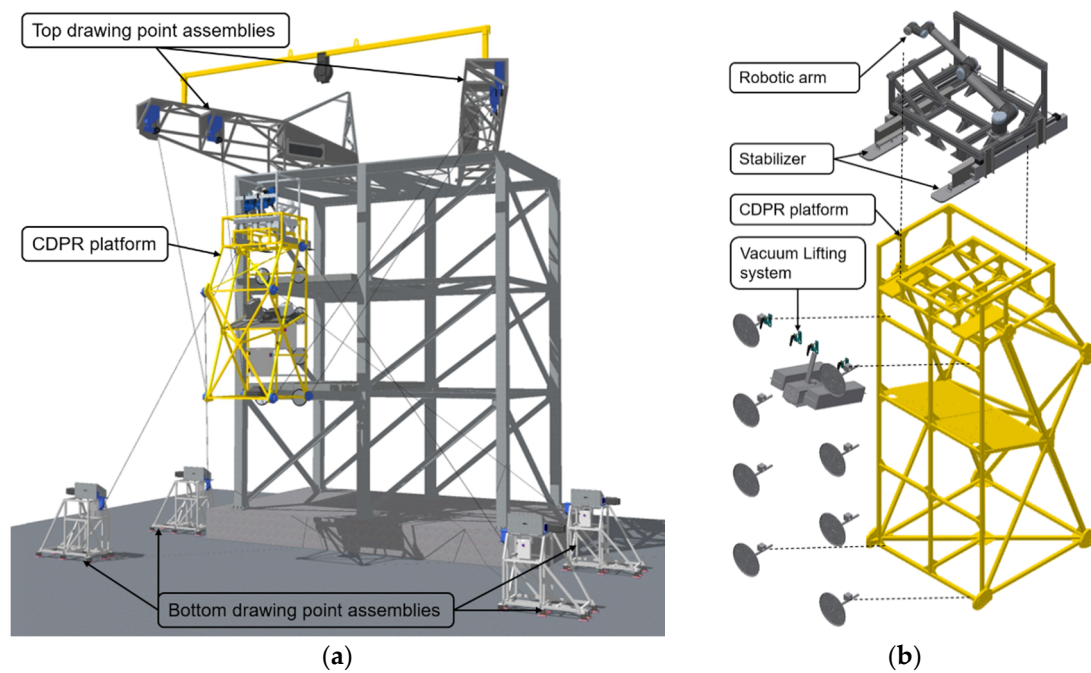 Top drawing point assemblies
CDPR platform
Bottom drawing point assemblies
(a)
Robotic arm
Stabilizer
CDPR platform
Vacuum Lifting
system
(b)